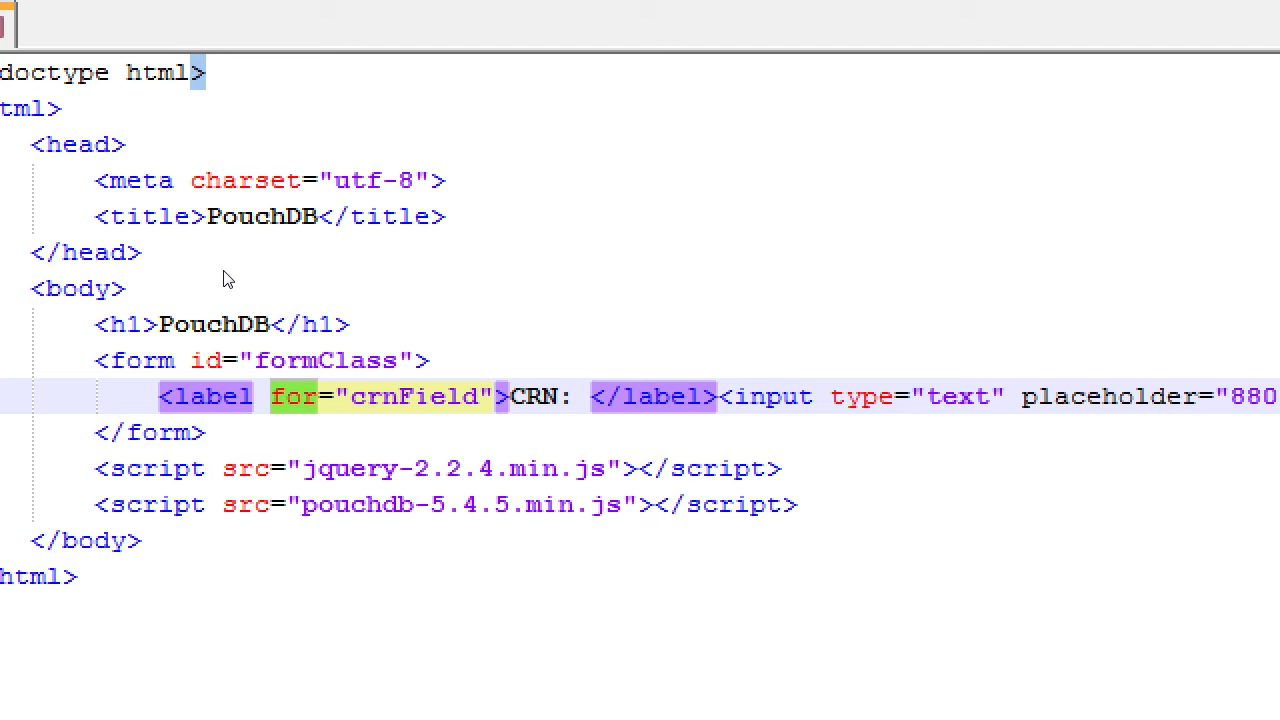 doctype html>
tml>
<head>
<meta charset="utf-8">
<title>PouchDB</title>
</head>
<body>
<h1>PouchDB</h1>
<form id="formClass">
<label for="crnField">CRN: </label><input type="text" placeholder="880
</form>
<script src="jquery-2.2.4.min.js"></script>
<script src="pouchdb-5.4.5.min.js"></script>
</body>
html>